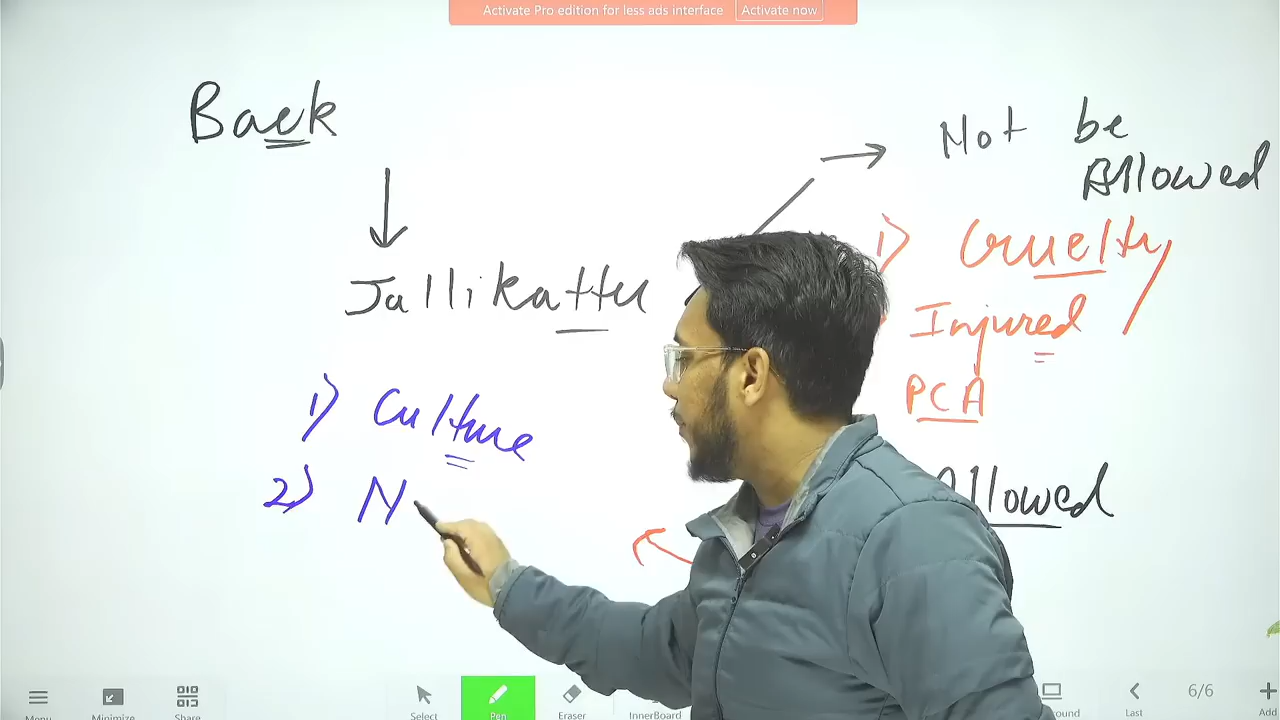 Activate Pro edition for less ads interface Activate now
Back
Not be
Allowed
Jallikattu
1) Cruelty
Injured
PCA
1) Culture
2) N
Allowed
Menu
Minimize
Share
Select
Pen
Eraser
InnerBoard
Last
6/6
Add